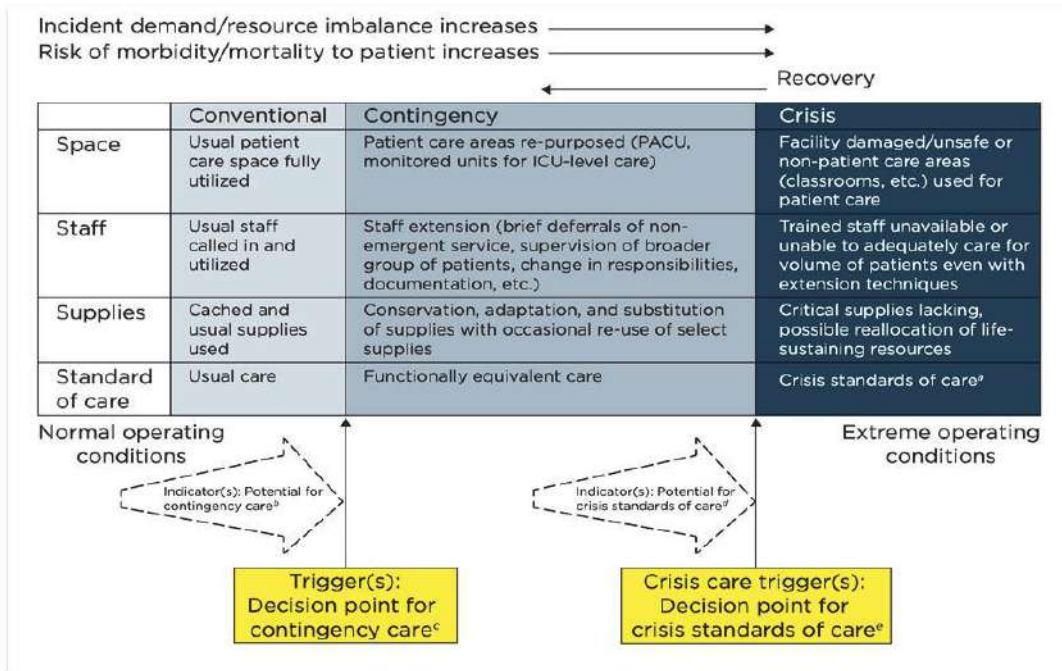 Incident demand/resource imbalance increases
Risk of morbidity/mortality to patient increases
Recovery
Conventional
Contingency
Crisis
Space
Usual patient
care space fully
utilized
Patient care areas re-purposed (PACU,
monitored units for ICU-level care)
Facility damaged/unsafe or
non-patient care areas
(classrooms, etc.) used for
patient care
Staff
Usual staff
called in and
utilized
Staff extension (brief deferrals of non-
emergent service, supervision of broader
group of patients, change in responsibilities,
documentation, etc.)
Trained staff unavailable or
unable to adequately care for
volume of patients even with
extension techniques
Supplies
Cached and
usual supplies
used
Conservation, adaptation, and substitution
of supplies with occasional re-use of select
supplies
Critical supplies lacking,
possible reallocation of life-
sustaining resources
Standard
of care
Usual care
Functionally equivalent care
Crisis standards of careᵃ
Normal operating
conditions
Extreme operating
conditions
Indicator(s): Potential for
contingency careᵇ
Indicator(s): Potential for
crisis standards of careᵈ
Trigger(s):
Decision point for
contingency careᶜ
Crisis care trigger(s):
Decision point for
crisis standards of careᵉ